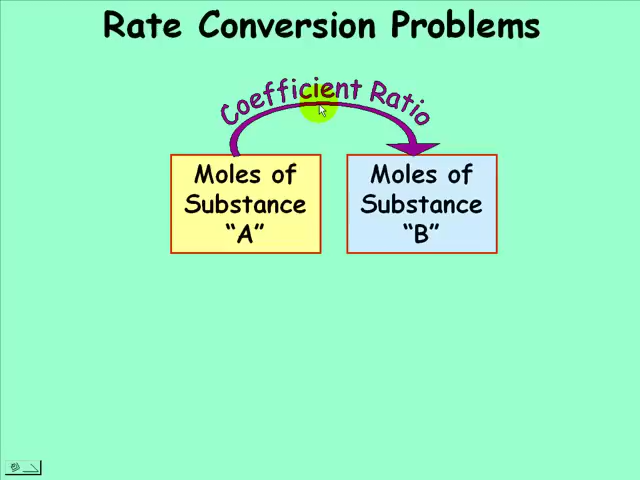 Rate Conversion Problems
Coefficient Ratio
Moles of
Substance
“A”
Moles of
Substance
“B”